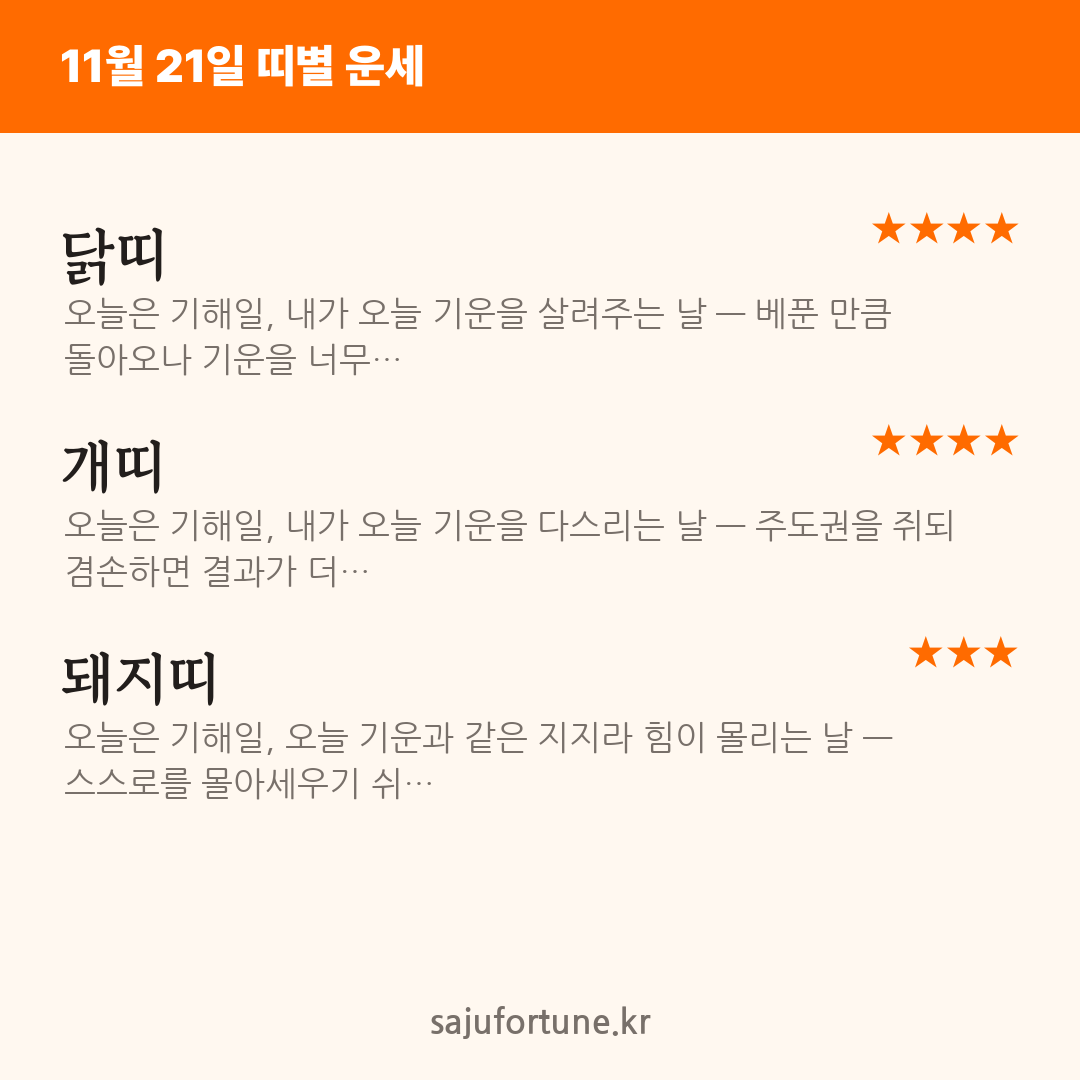 11월 21일 띠별 운세
닭띠
★★★★
오늘은 기해일, 내가 오늘 기운을 살려주는 날 — 베푼 만큼
돌아오나 기운을 너무…
개띠
★★★★
오늘은 기해일, 내가 오늘 기운을 다스리는 날 — 주도권을 쥐되
겸손하면 결과가 더…
돼지띠
★★★
오늘은 기해일, 오늘 기운과 같은 지지라 힘이 몰리는 날 —
스스로를 몰아세우기 쉬…
sajufortune.kr